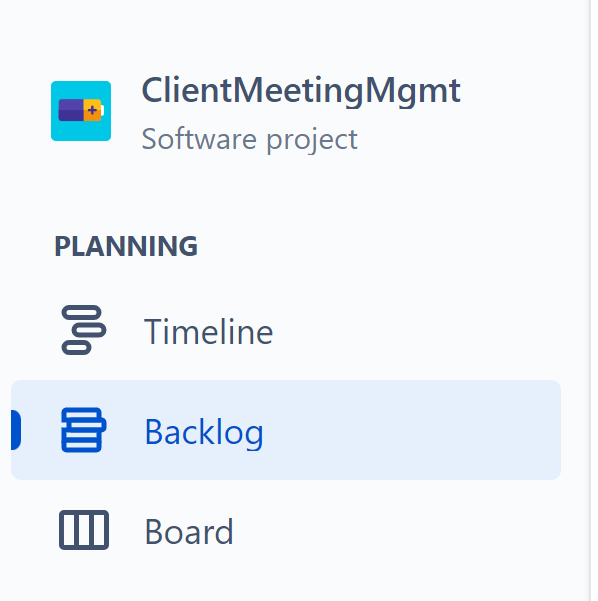 ClientMeetingMgmt
Software project
PLANNING
Timeline
Backlog
Board